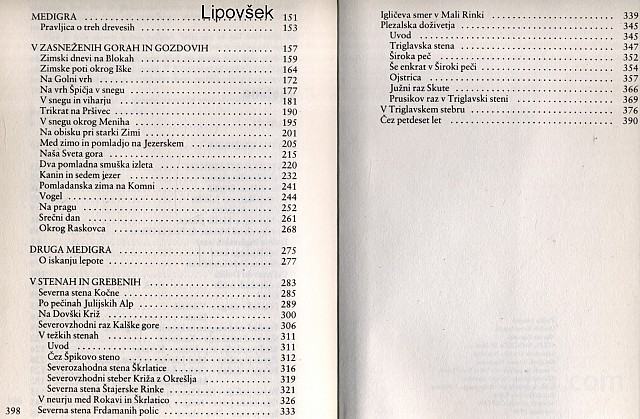 Lipovšek
MEDIGRA 151
Pravljica o treh drevesih 153
V ZASNEŽENIH GORAH IN GOZDOVIH 157
Zimski dnevi na Blokah 159
Zimske poti okrog Iške 164
Na Golni vrh 172
Na vrh Špičja v snegu 177
V snegu in viharju 181
Trikrat na Pršivec 190
V snegu okrog Meniha 195
Na obisku pri starki Zimi 201
Med zimo in pomladjo na Jezerskem 205
Naša Sveta gora 215
Dva pomladna smuška izleta 220
Kanin in sedem jezer 232
Pomladanska zima na Komni 241
Vogel 244
Na pragu 252
Srečni dan 261
Okrog Raskovca 268
DRUGA MEDIGRA 275
O iskanju lepote 277
V STENAH IN GREBENIH 283
Severna stena Kočne 285
Po pečinah Julijskih Alp 289
Na Dovški Križ 300
Severovzhodni raz Kalške gore 306
V težkih stenah 311
Uvod 311
Čez Špikovo steno 312
Severozahodna stena Škrlatice 316
Severovzhodni steber Križa z Okrešlja 319
Severna stena Štajerske Rinke 321
V neurju med Rokavi in Škrlatico 326
398 Severna stena Frdamanih polic 333
Igličeva smer v Mali Rinki 339
Plezalska doživetja 345
Uvod 345
Triglavska stena 347
Široka peč 352
Še enkrat v Široki peči 354
Ojstrica 357
Južni raz Skute 366
Prusikov raz v Triglavski steni 369
V Triglavskem stebru 376
Čez petdeset let 390